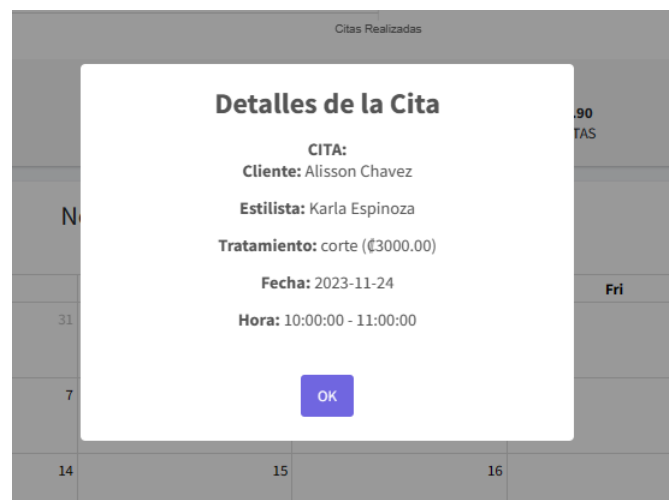 Citas Realizadas
Detalles de la Cita
.90
TAS
CITA:
Cliente: Alisson Chavez
Estilista: Karla Espinoza
Tratamiento: corte (₡3000.00)
Fecha: 2023-11-24
Hora: 10:00:00 - 11:00:00
OK
Fri
31
7
14
15
16